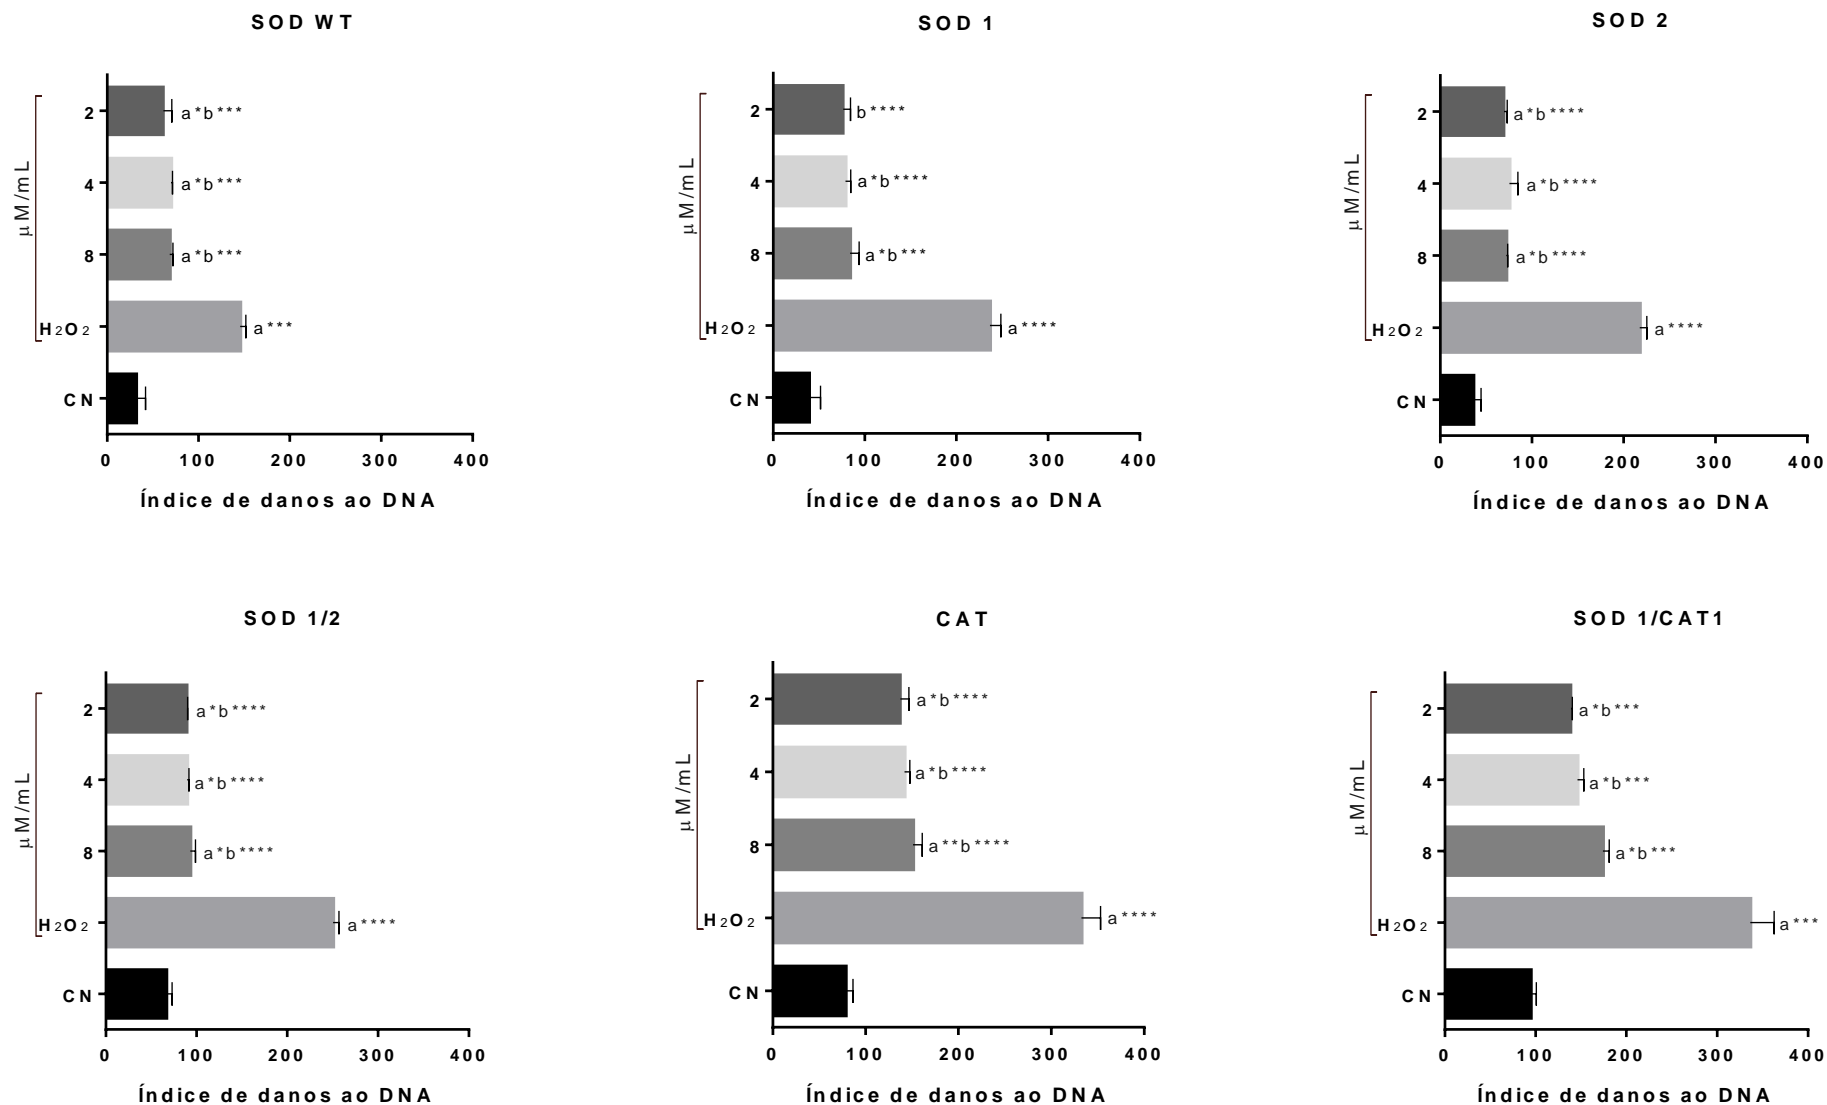 SOD WT
μM/mL
2 a*b***
4 a*b***
8 a*b***
H2O2 a***
CN
0 100 200 300 400
Índice de danos ao DNA
SOD 1
μM/mL
2 b****
4 a*b****
8 a*b***
H2O2 a****
CN
0 100 200 300 400
Índice de danos ao DNA
SOD 2
μM/mL
2 a*b****
4 a*b****
8 a*b****
H2O2 a****
CN
0 100 200 300 400
Índice de danos ao DNA
SOD 1/2
μM/mL
2 a*b****
4 a*b****
8 a*b****
H2O2 a****
CN
0 100 200 300 400
Índice de danos ao DNA
CAT
μM/mL
2 a*b****
4 a*b****
8 a**b****
H2O2 a****
CN
0 100 200 300 400
Índice de danos ao DNA
SOD 1/CAT1
μM/mL
2 a*b***
4 a*b***
8 a*b***
H2O2 a***
CN
0 100 200 300 400
Índice de danos ao DNA